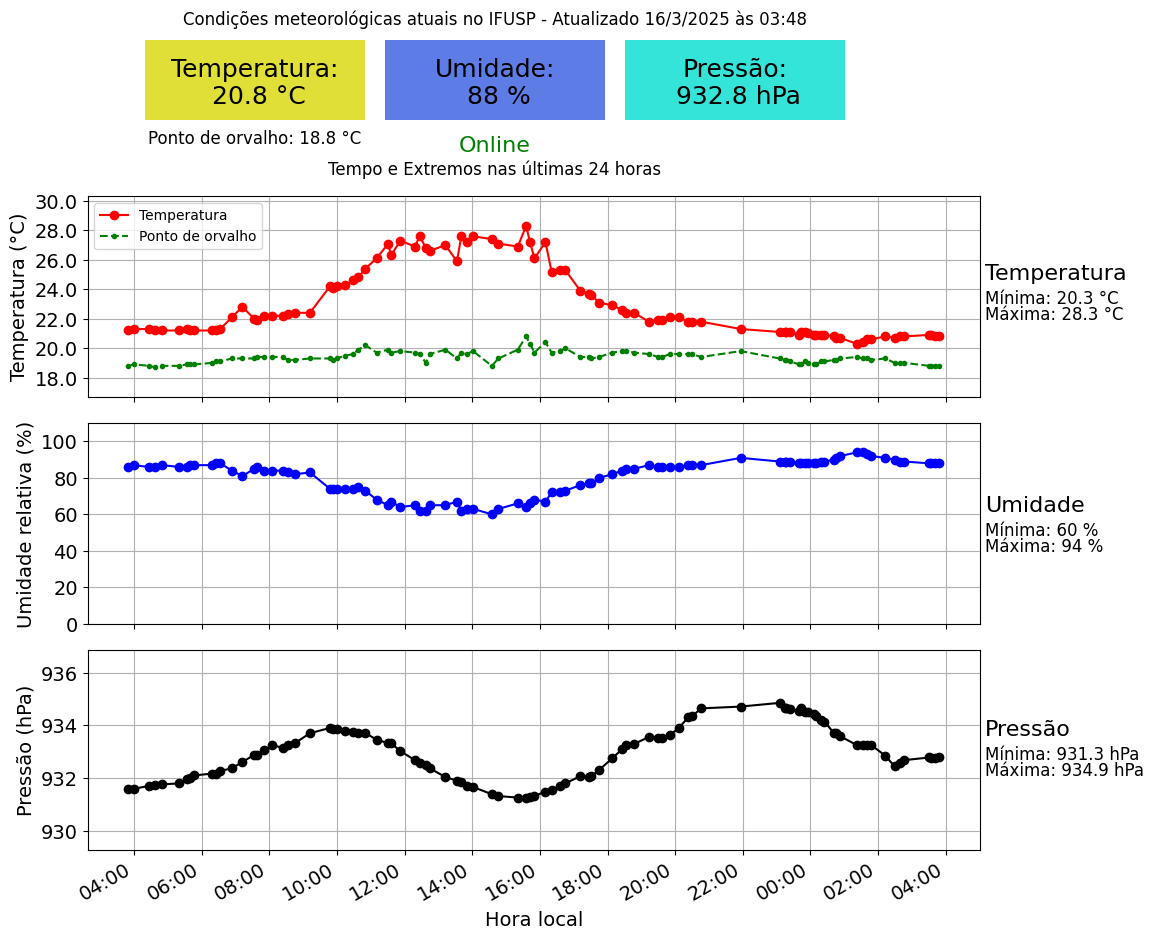 Condições meteorológicas atuais no IFUSP - Atualizado 16/3/2025 às 03:48
Temperatura:
20.8 °C
Umidade:
88 %
Pressão:
932.8 hPa
Ponto de orvalho: 18.8 °C
Online
Tempo e Extremos nas últimas 24 horas
Temperatura (°C)
30.0
28.0
26.0
24.0
22.0
20.0
18.0
Temperatura
Ponto de orvalho
Temperatura
Mínima: 20.3 °C
Máxima: 28.3 °C
Umidade relativa (%)
100
80
60
40
20
0
Umidade
Mínima: 60 %
Máxima: 94 %
Pressão (hPa)
936
934
932
930
Pressão
Mínima: 931.3 hPa
Máxima: 934.9 hPa
04:00 06:00 08:00 10:00 12:00 14:00 16:00 18:00 20:00 22:00 00:00 02:00 04:00
Hora local